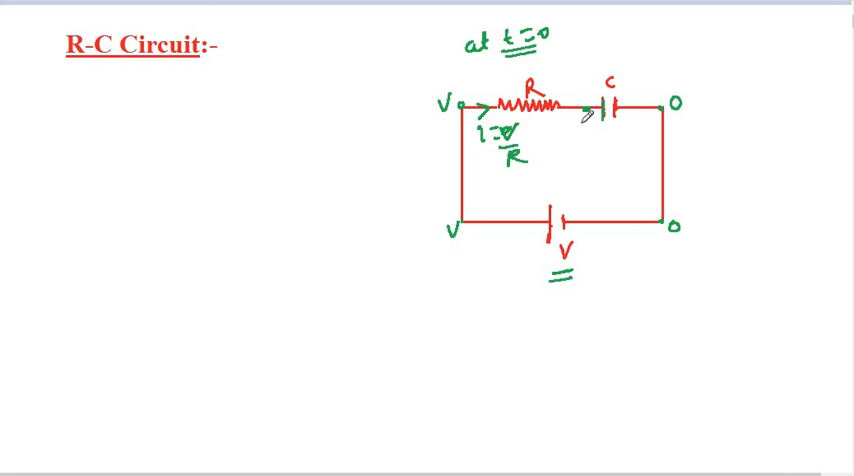 R-C Circuit:-
at t=0
R
C
V
0
i=V
R
V
0
V